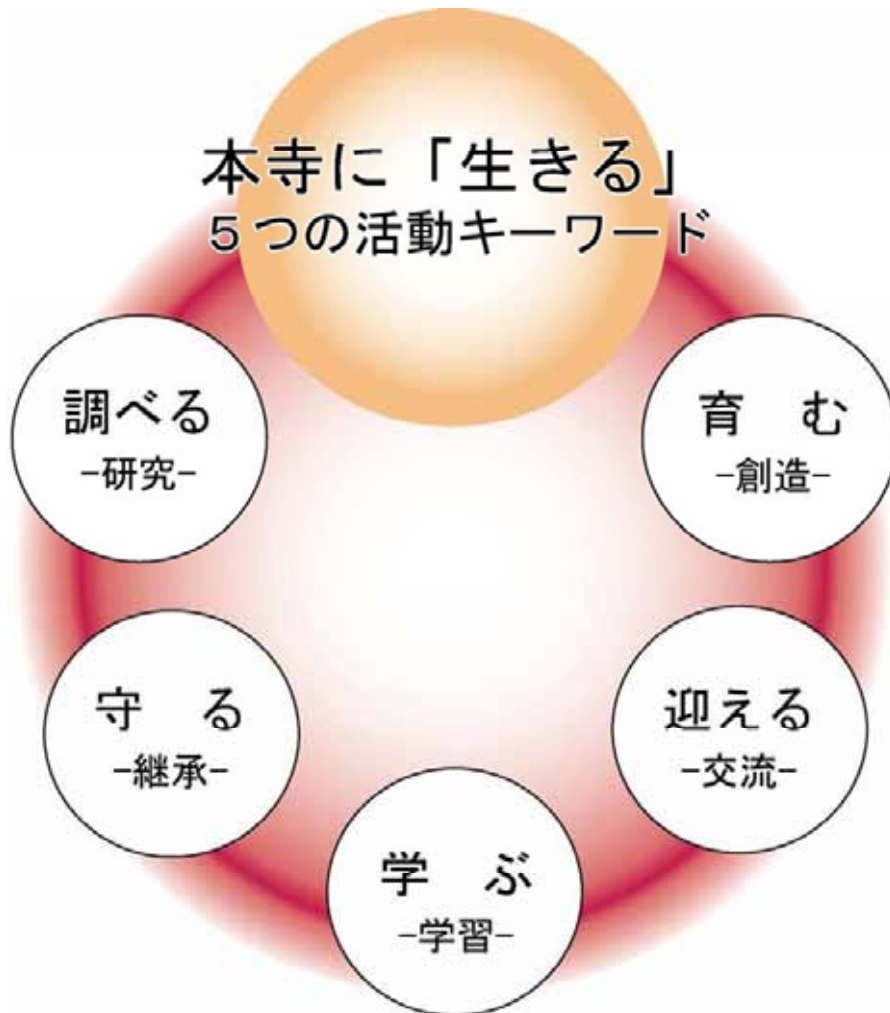 本寺に「生きる」
５つの活動キーワード
調べる
−研究−
育　む
−創造−
守　る
−継承−
迎える
−交流−
学　ぶ
−学習−